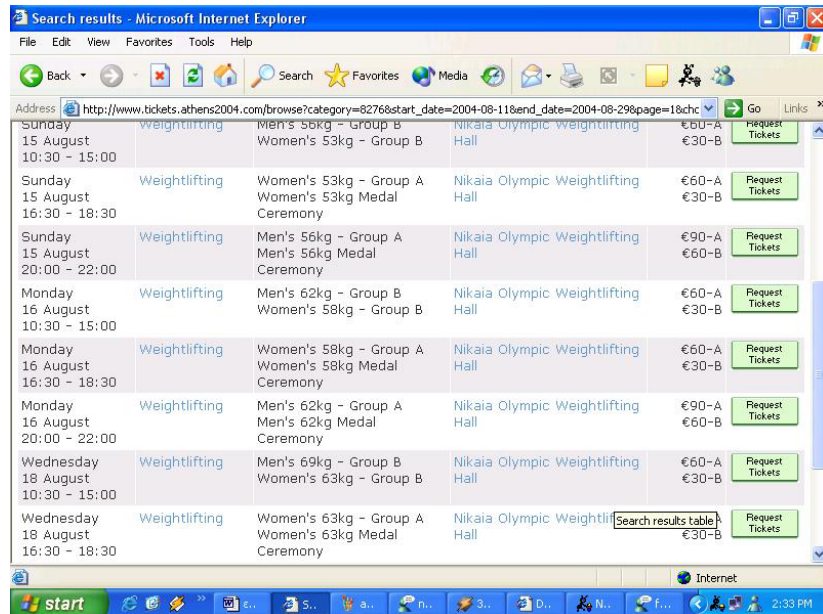 Search results - Microsoft Internet Explorer
File Edit View Favorites Tools Help
Back Search Favorites Media
Address http://www.tickets.athens2004.com/browse?category=8276&start_date=2004-08-11&end_date=2004-08-29&page=1&chc Go Links »
Sunday Weightlifting Men's 56kg - Group B Nikaia Olympic Weightlifting €60-A Request
15 August Women's 53kg - Group B Hall €30-B Tickets
10:30 - 15:00
Sunday Weightlifting Women's 53kg - Group A Nikaia Olympic Weightlifting €60-A Request
15 August Women's 53kg Medal Hall €30-B Tickets
16:30 - 18:30 Ceremony
Sunday Weightlifting Men's 56kg - Group A Nikaia Olympic Weightlifting €90-A Request
15 August Men's 56kg Medal Hall €60-B Tickets
20:00 - 22:00 Ceremony
Monday Weightlifting Men's 62kg - Group B Nikaia Olympic Weightlifting €60-A Request
16 August Women's 58kg - Group B Hall €30-B Tickets
10:30 - 15:00
Monday Weightlifting Women's 58kg - Group A Nikaia Olympic Weightlifting €60-A Request
16 August Women's 58kg Medal Hall €30-B Tickets
16:30 - 18:30 Ceremony
Monday Weightlifting Men's 62kg - Group A Nikaia Olympic Weightlifting €90-A Request
16 August Men's 62kg Medal Hall €60-B Tickets
20:00 - 22:00 Ceremony
Wednesday Weightlifting Men's 69kg - Group B Nikaia Olympic Weightlifting €60-A Request
18 August Women's 63kg - Group B Hall €30-B Tickets
10:30 - 15:00
Wednesday Weightlifting Women's 63kg - Group A Nikaia Olympic Search results table Request
18 August Women's 63kg Medal Hall €30-B Tickets
16:30 - 18:30 Ceremony
Internet
start » ε.. S.. a.. n.. 3.. D.. N.. f... 2:33 PM